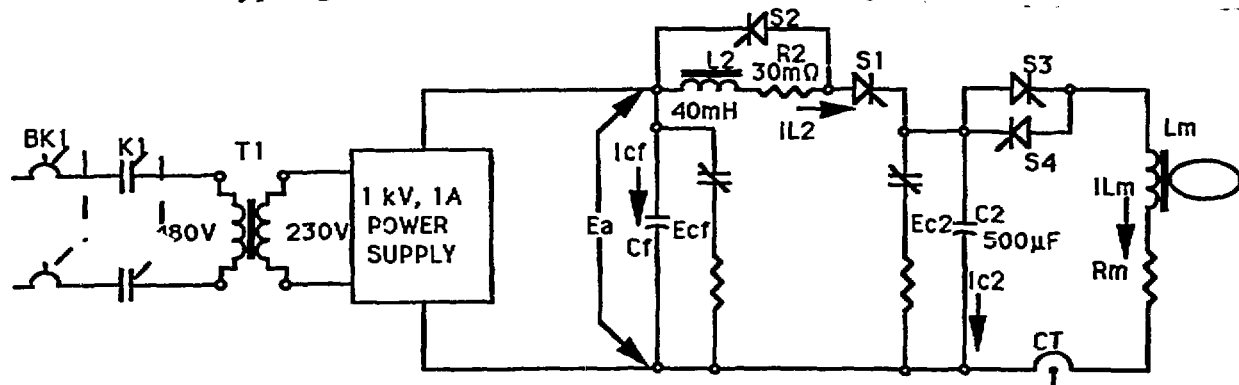 S2
L2
R2
30mΩ
S1
S3
40mH
IL2
S4
Lm
BK1
K1
T1
Icf
ILm
1 kV, 1A
POWER
SUPPLY
480V
230V
Ea
Ecf
Cf
Ec2
C2
500µF
Rm
Ic2
CT